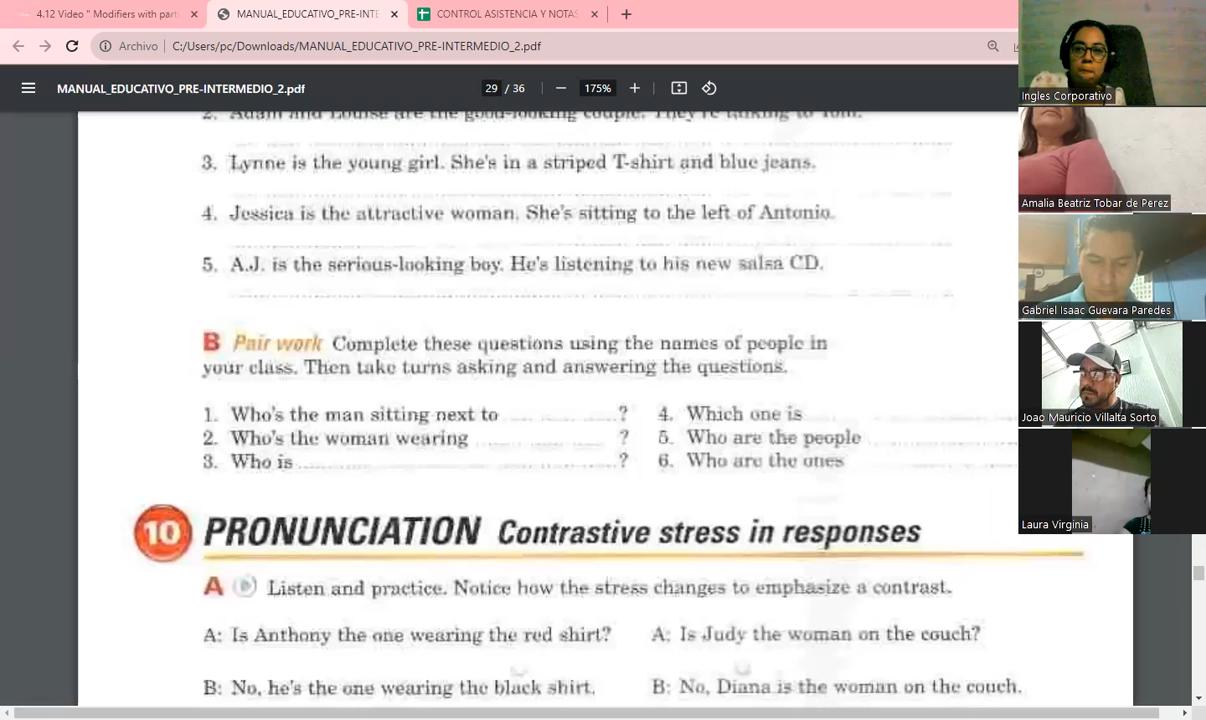 4.12 Video " Modifiers with part
MANUAL_EDUCATIVO_PRE-INTE
CONTROL ASISTENCIA Y NOTAS
Archivo
C:/Users/pc/Downloads/MANUAL_EDUCATIVO_PRE-INTERMEDIO_2.pdf
MANUAL_EDUCATIVO_PRE-INTERMEDIO_2.pdf
29 / 36
175%
2. Adam and Louise are the good-looking couple. They're talking to Tom.
3. Lynne is the young girl. She's in a striped T-shirt and blue jeans.
4. Jessica is the attractive woman. She's sitting to the left of Antonio.
5. A.J. is the serious-looking boy. He's listening to his new salsa CD.
B Pair work Complete these questions using the names of people in
your class. Then take turns asking and answering the questions.
1. Who's the man sitting next to ............?
2. Who's the woman wearing ............ ?
3. Who is ............?
4. Which one is
5. Who are the people
6. Who are the ones
10 PRONUNCIATION Contrastive stress in responses
A Listen and practice. Notice how the stress changes to emphasize a contrast.
A: Is Anthony the one wearing the red shirt?
B: No, he's the one wearing the black shirt.
A: Is Judy the woman on the couch?
B: No, Diana is the woman on the couch.
Ingles Corporativo
Amalia Beatriz Tobar de Perez
Gabriel Isaac Guevara Paredes
Joao Mauricio Villalta Sorto
Laura Virginia